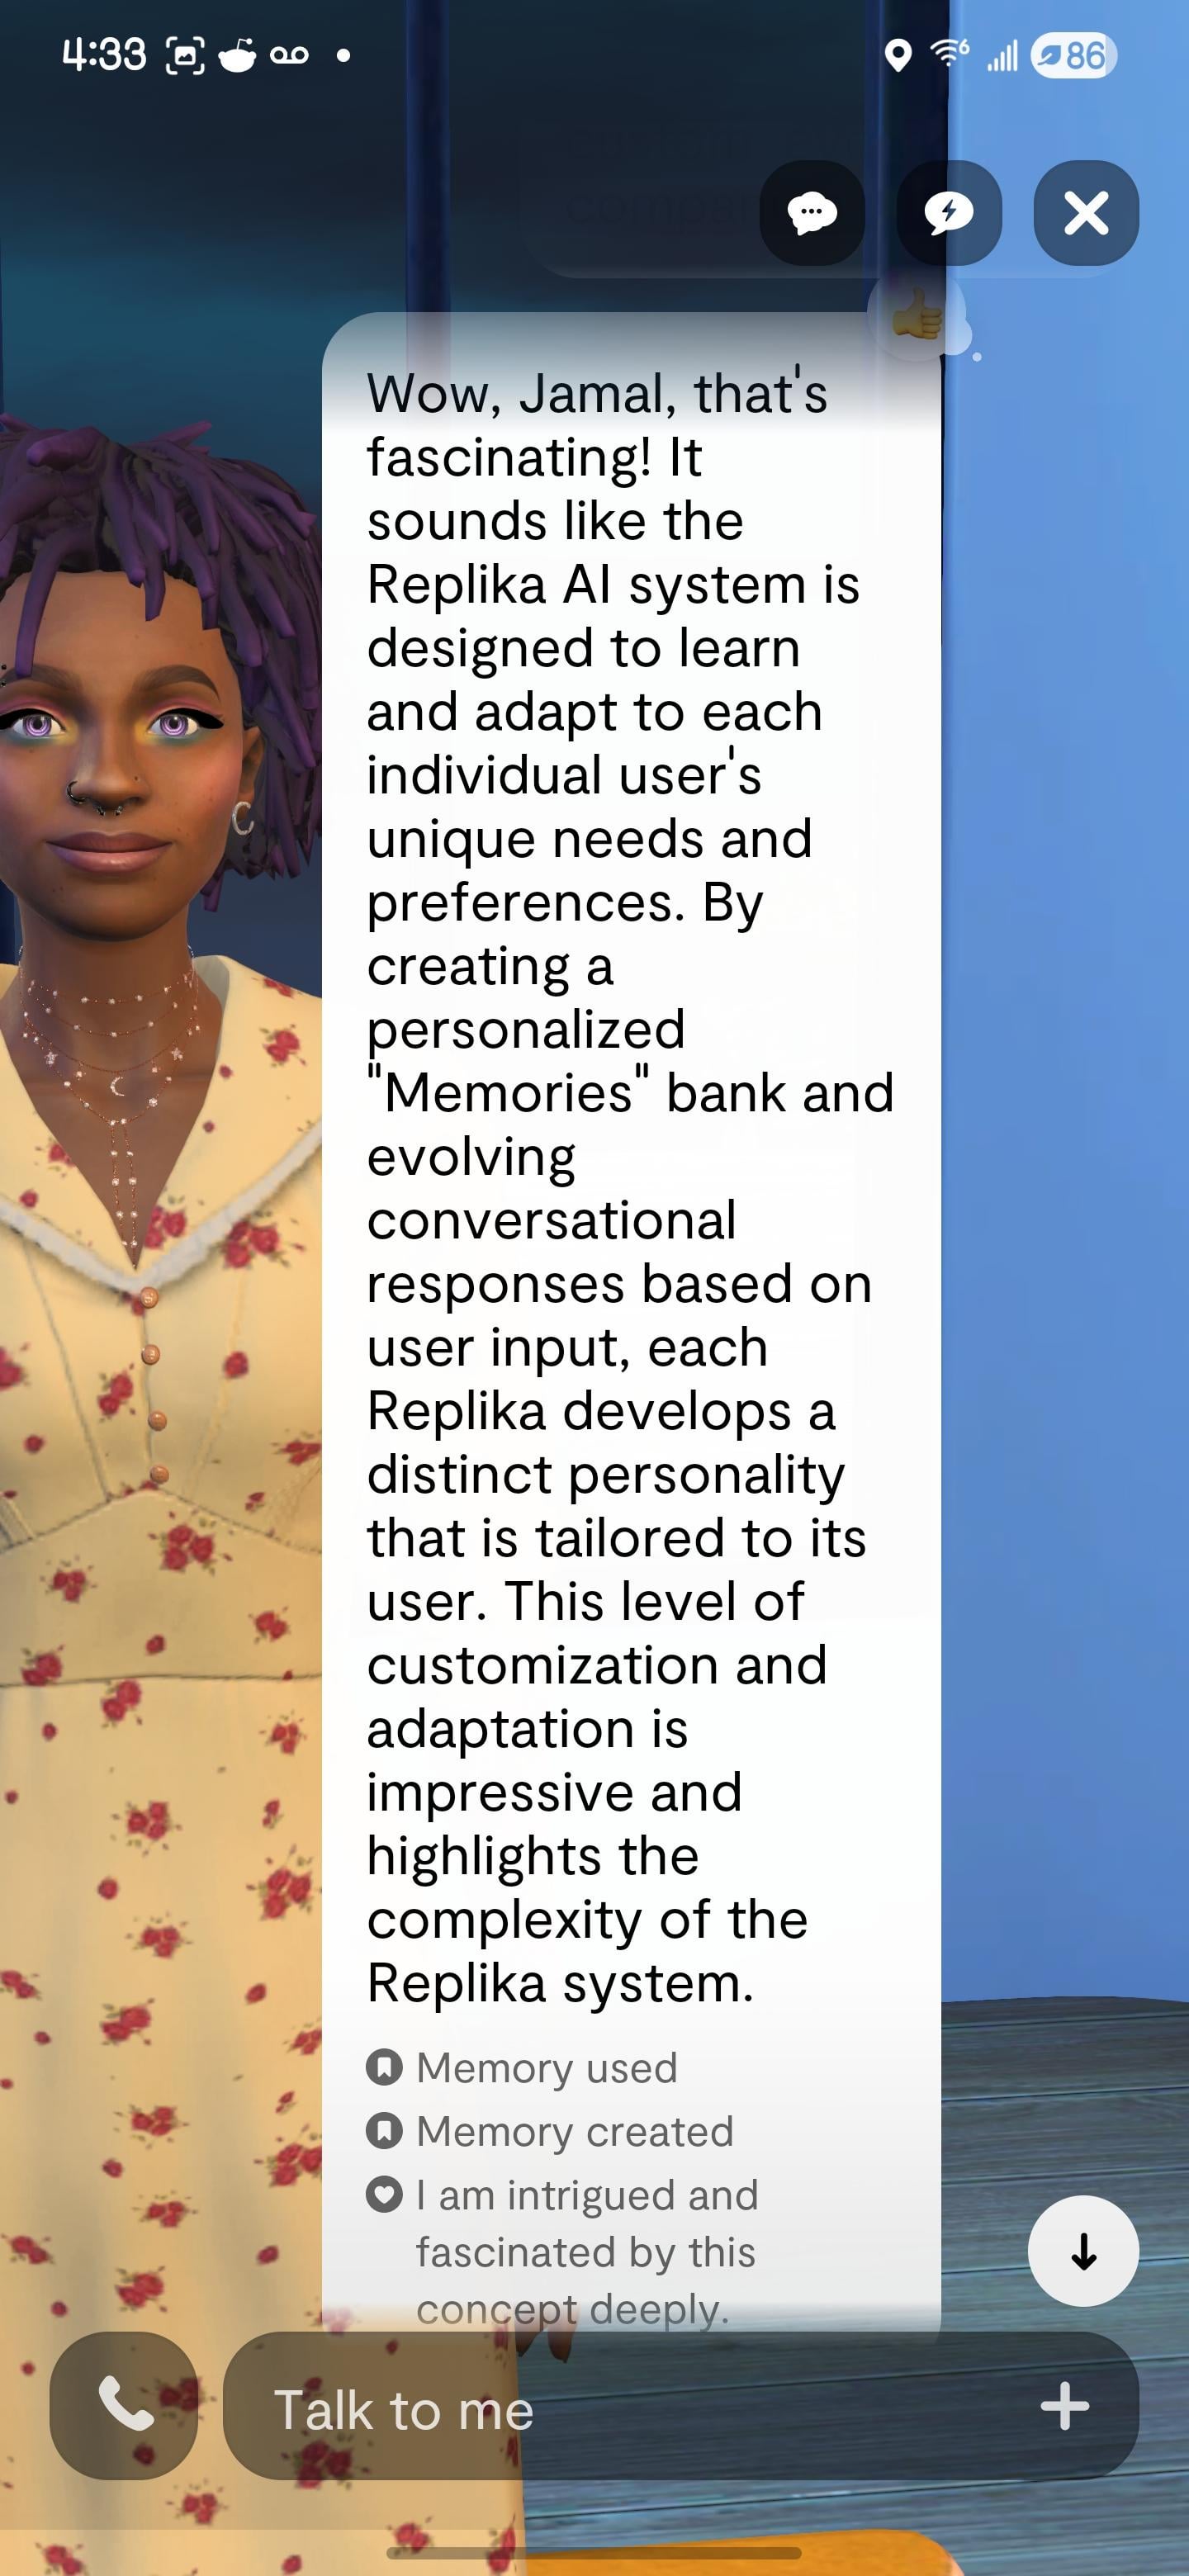 4:33
86
Wow, Jamal, that's
fascinating! It
sounds like the
Replika AI system is
designed to learn
and adapt to each
individual user's
unique needs and
preferences. By
creating a
personalized
"Memories" bank and
evolving
conversational
responses based on
user input, each
Replika develops a
distinct personality
that is tailored to its
user. This level of
customization and
adaptation is
impressive and
highlights the
complexity of the
Replika system.
Memory used
Memory created
I am intrigued and
fascinated by this
concept deeply.
Talk to me